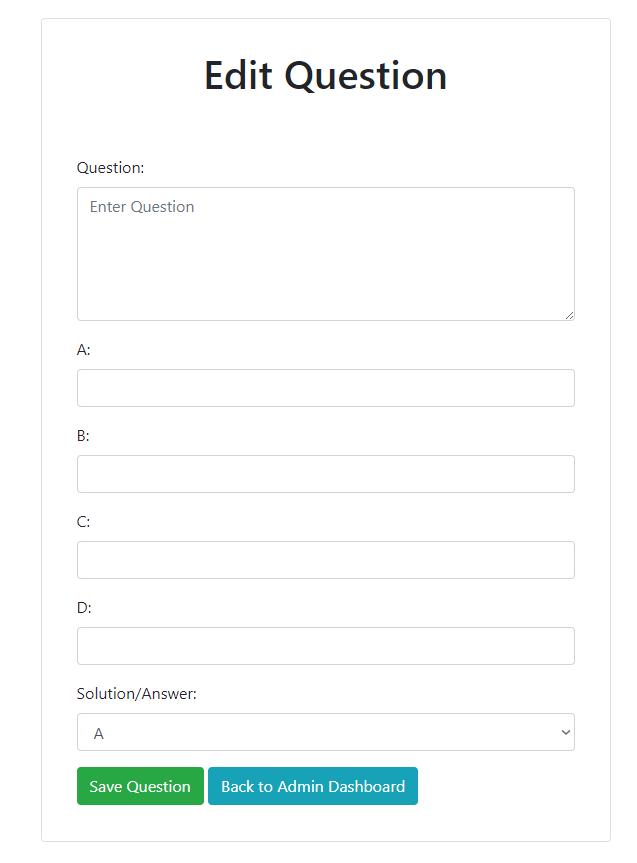 Edit Question
Question:
Enter Question
A:
B:
C:
D:
Solution/Answer:
A
Save Question Back to Admin Dashboard